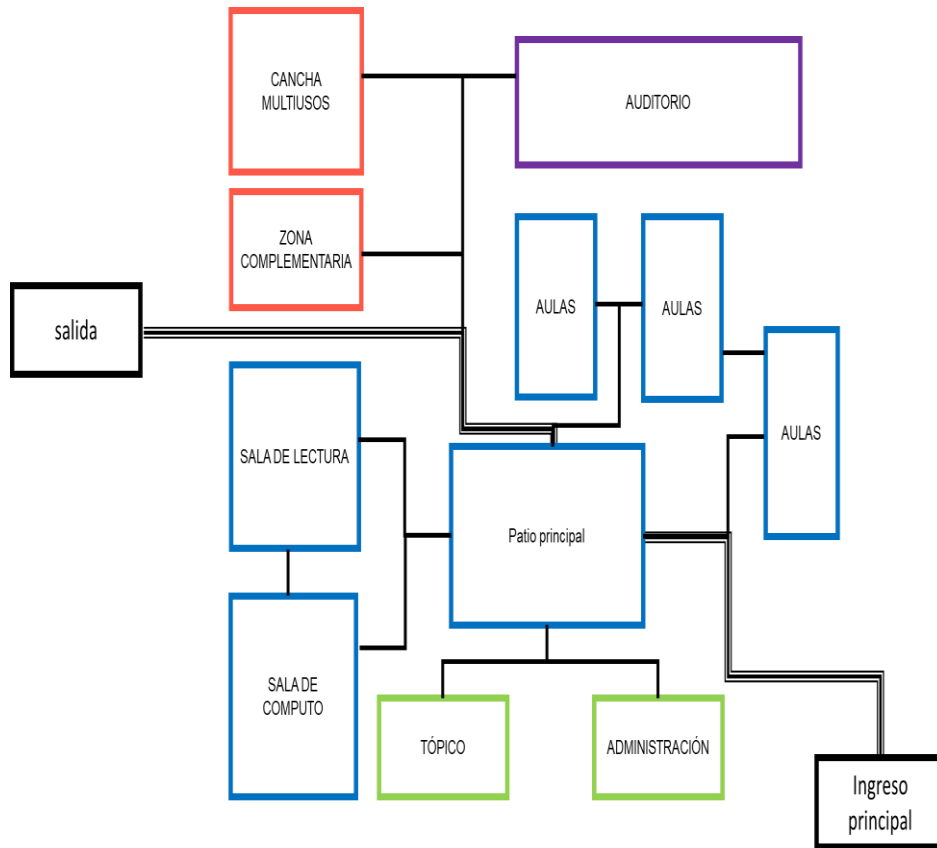 CANCHA
MULTIUSOS
AUDITORIO
ZONA
COMPLEMENTARIA
AULAS
AULAS
salida
AULAS
SALA DE LECTURA
Patio principal
SALA DE
COMPUTO
TÓPICO
ADMINISTRACIÓN
Ingreso
principal